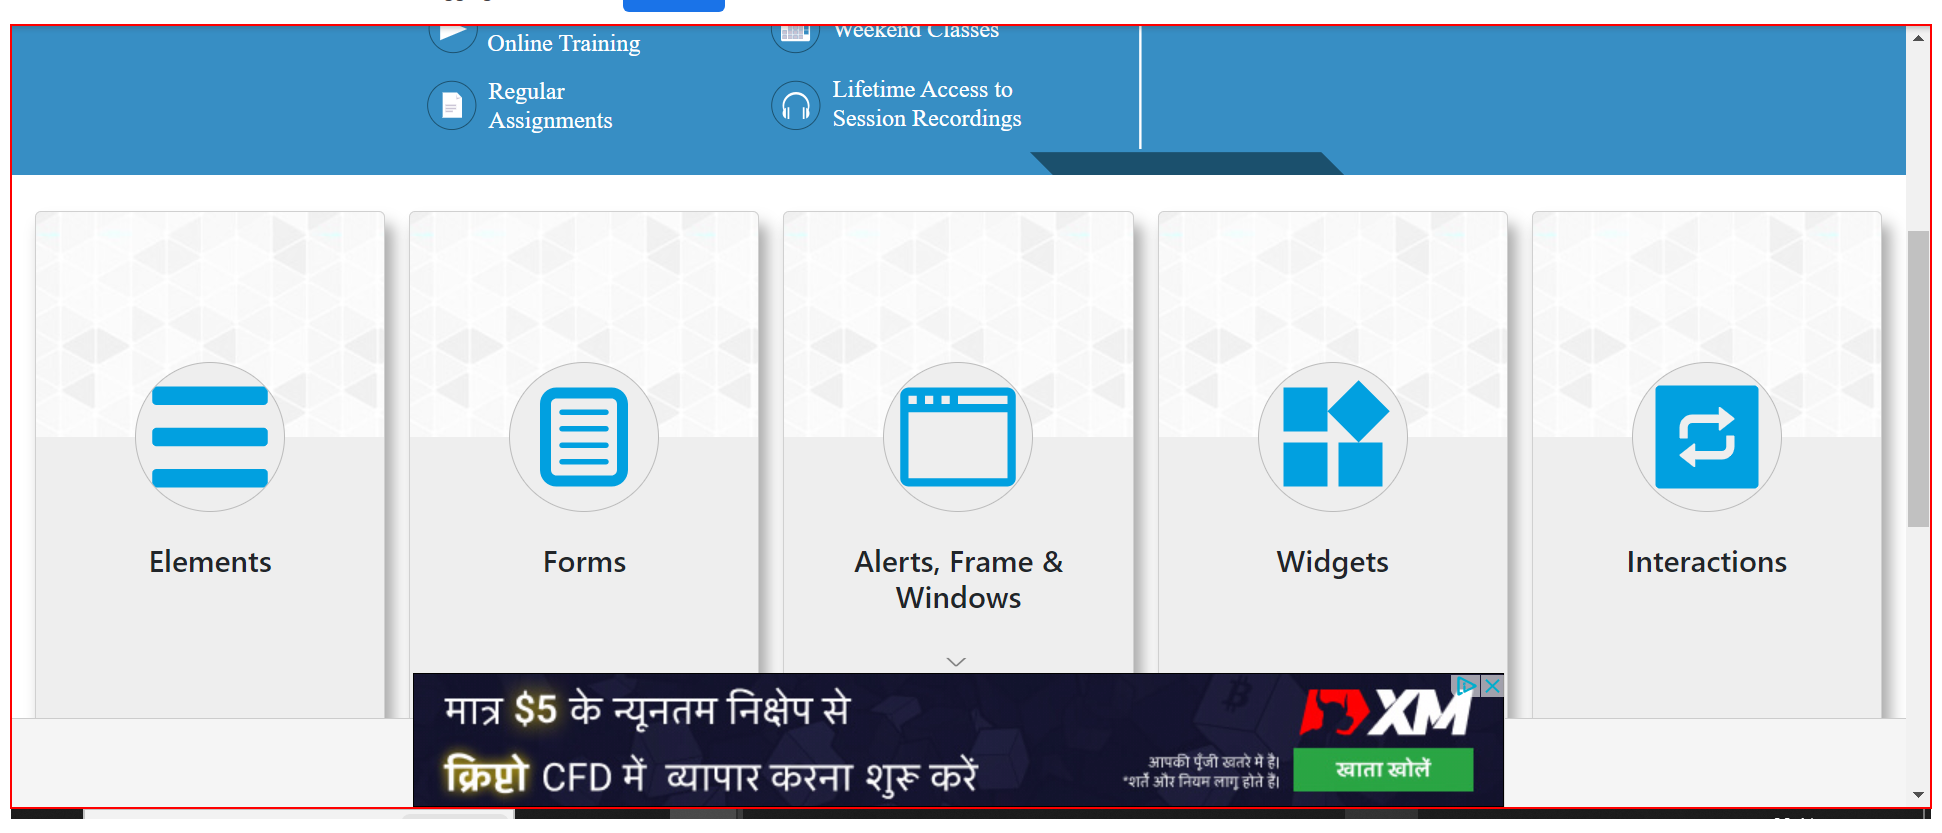 Online Training
Weekend Classes
Regular
Assignments
Lifetime Access to
Session Recordings
Elements
Forms
Alerts, Frame &
Windows
Widgets
Interactions
मात्र $5 के न्यूनतम निक्षेप से
क्रिप्टो CFD में व्यापार करना शुरू करें
XM
आपकी पूँजी खतरे में है।
*शर्तें और नियम लागू होते हैं।
खाता खोलें